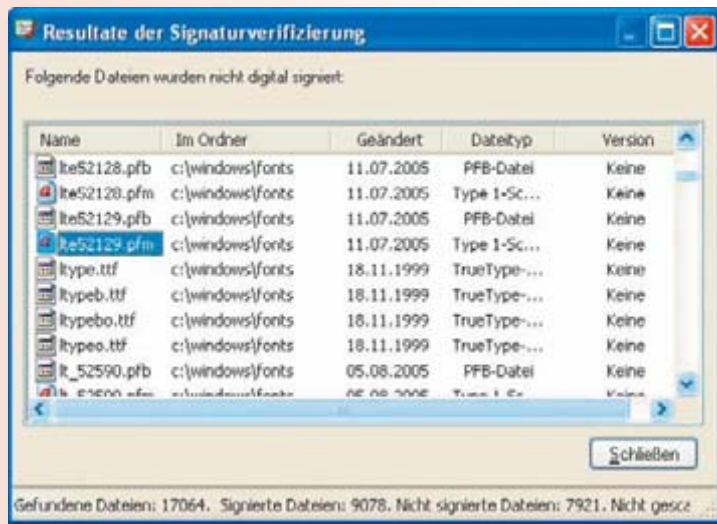 Resultate der Signaturverifizierung
Folgende Dateien wurden nicht digital signiert:
Name Im Ordner Geändert Dateityp Version
lte52128.pfb c:\windows\fonts 11.07.2005 PFB-Datei Keine
lte52128.pfm c:\windows\fonts 11.07.2005 Type 1-Sc... Keine
lte52129.pfb c:\windows\fonts 11.07.2005 PFB-Datei Keine
lte52129.pfm c:\windows\fonts 11.07.2005 Type 1-Sc... Keine
ltype.ttf c:\windows\fonts 18.11.1999 TrueType-... Keine
ltypeb.ttf c:\windows\fonts 18.11.1999 TrueType-... Keine
ltypebo.ttf c:\windows\fonts 18.11.1999 TrueType-... Keine
ltypeo.ttf c:\windows\fonts 18.11.1999 TrueType-... Keine
lt_52590.pfb c:\windows\fonts 05.08.2005 PFB-Datei Keine
Schließen
Gefundene Dateien: 17064. Signierte Dateien: 9078. Nicht signierte Dateien: 7921. Nicht gesca